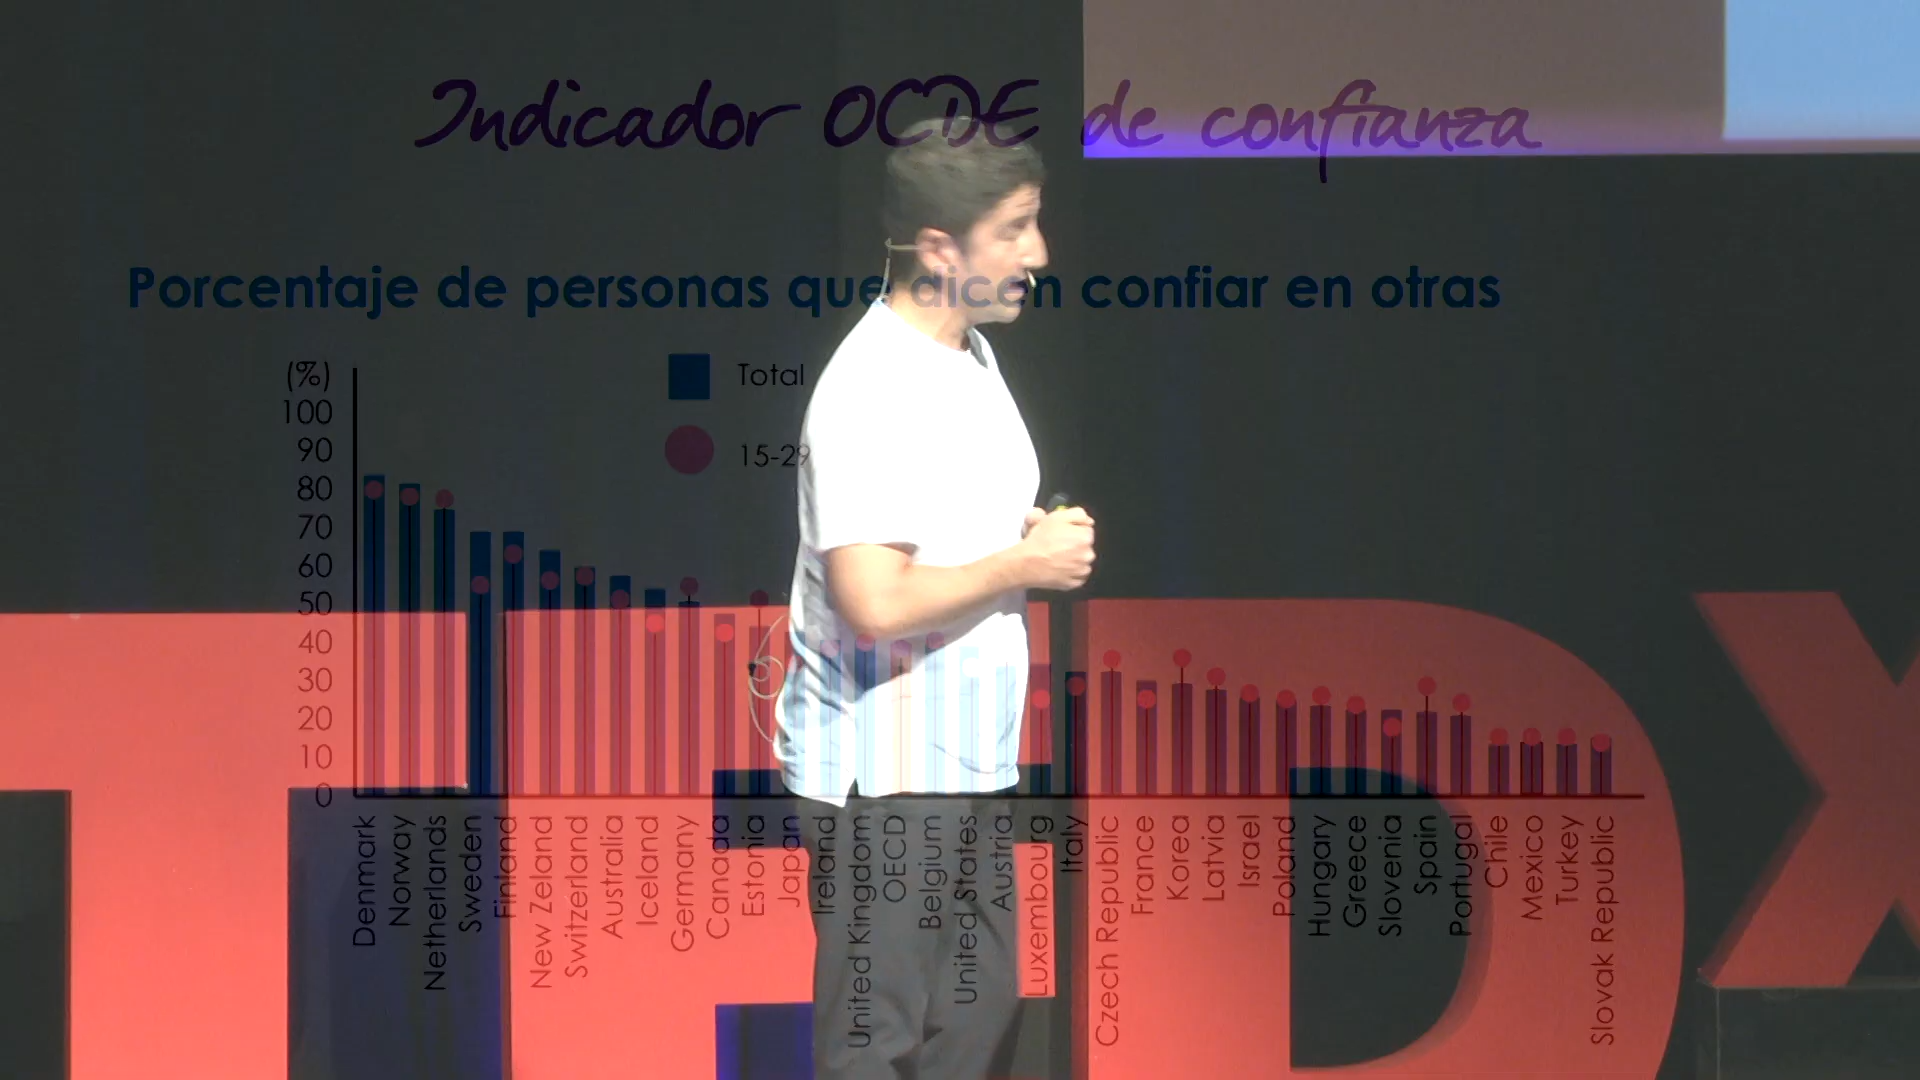 Indicador OCDE de confianza
Porcentaje de personas que dicen confiar en otras
(%)
Total
15-29
100
90
80
70
60
50
40
30
20
10
0
Denmark
Norway
Netherlands
Sweden
Finland
New Zeland
Switzerland
Australia
Iceland
Germany
Canada
Estonia
Japan
Ireland
United Kingdom
OECD
Belgium
United States
Austria
Luxembourg
Italy
Czech Republic
France
Korea
Latvia
Israel
Poland
Hungary
Greece
Slovenia
Spain
Portugal
Chile
Mexico
Turkey
Slovak Republic
TEDx